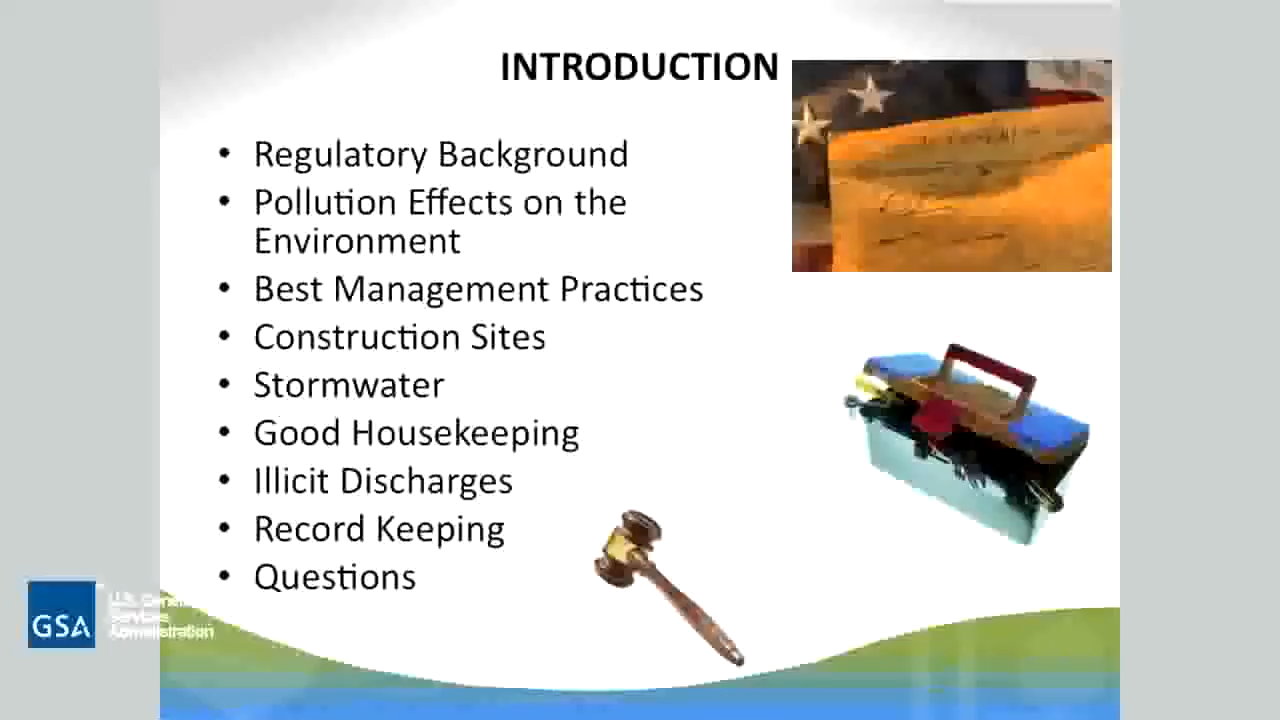 INTRODUCTION
• Regulatory Background
• Pollution Effects on the
Environment
• Best Management Practices
• Construction Sites
• Stormwater
• Good Housekeeping
• Illicit Discharges
• Record Keeping
• Questions
GSA
U.S. General
Services
Administration